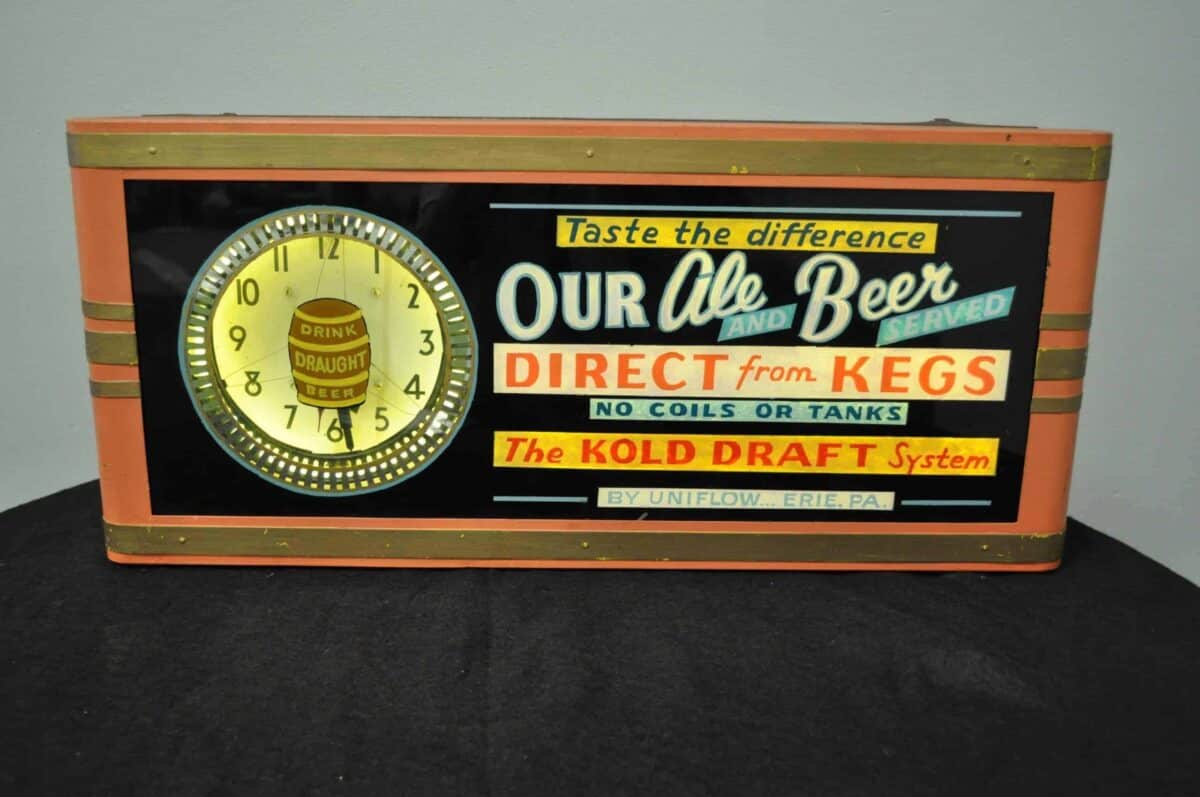 12
11 1
10 2
9 3
8 4
7 5
6
DRINK
DRAUGHT
BEER
Taste the difference
OUR Ale AND Beer SERVED
DIRECT from KEGS
NO COILS OR TANKS
The KOLD DRAFT System
BY UNIFLOW... ERIE, PA.